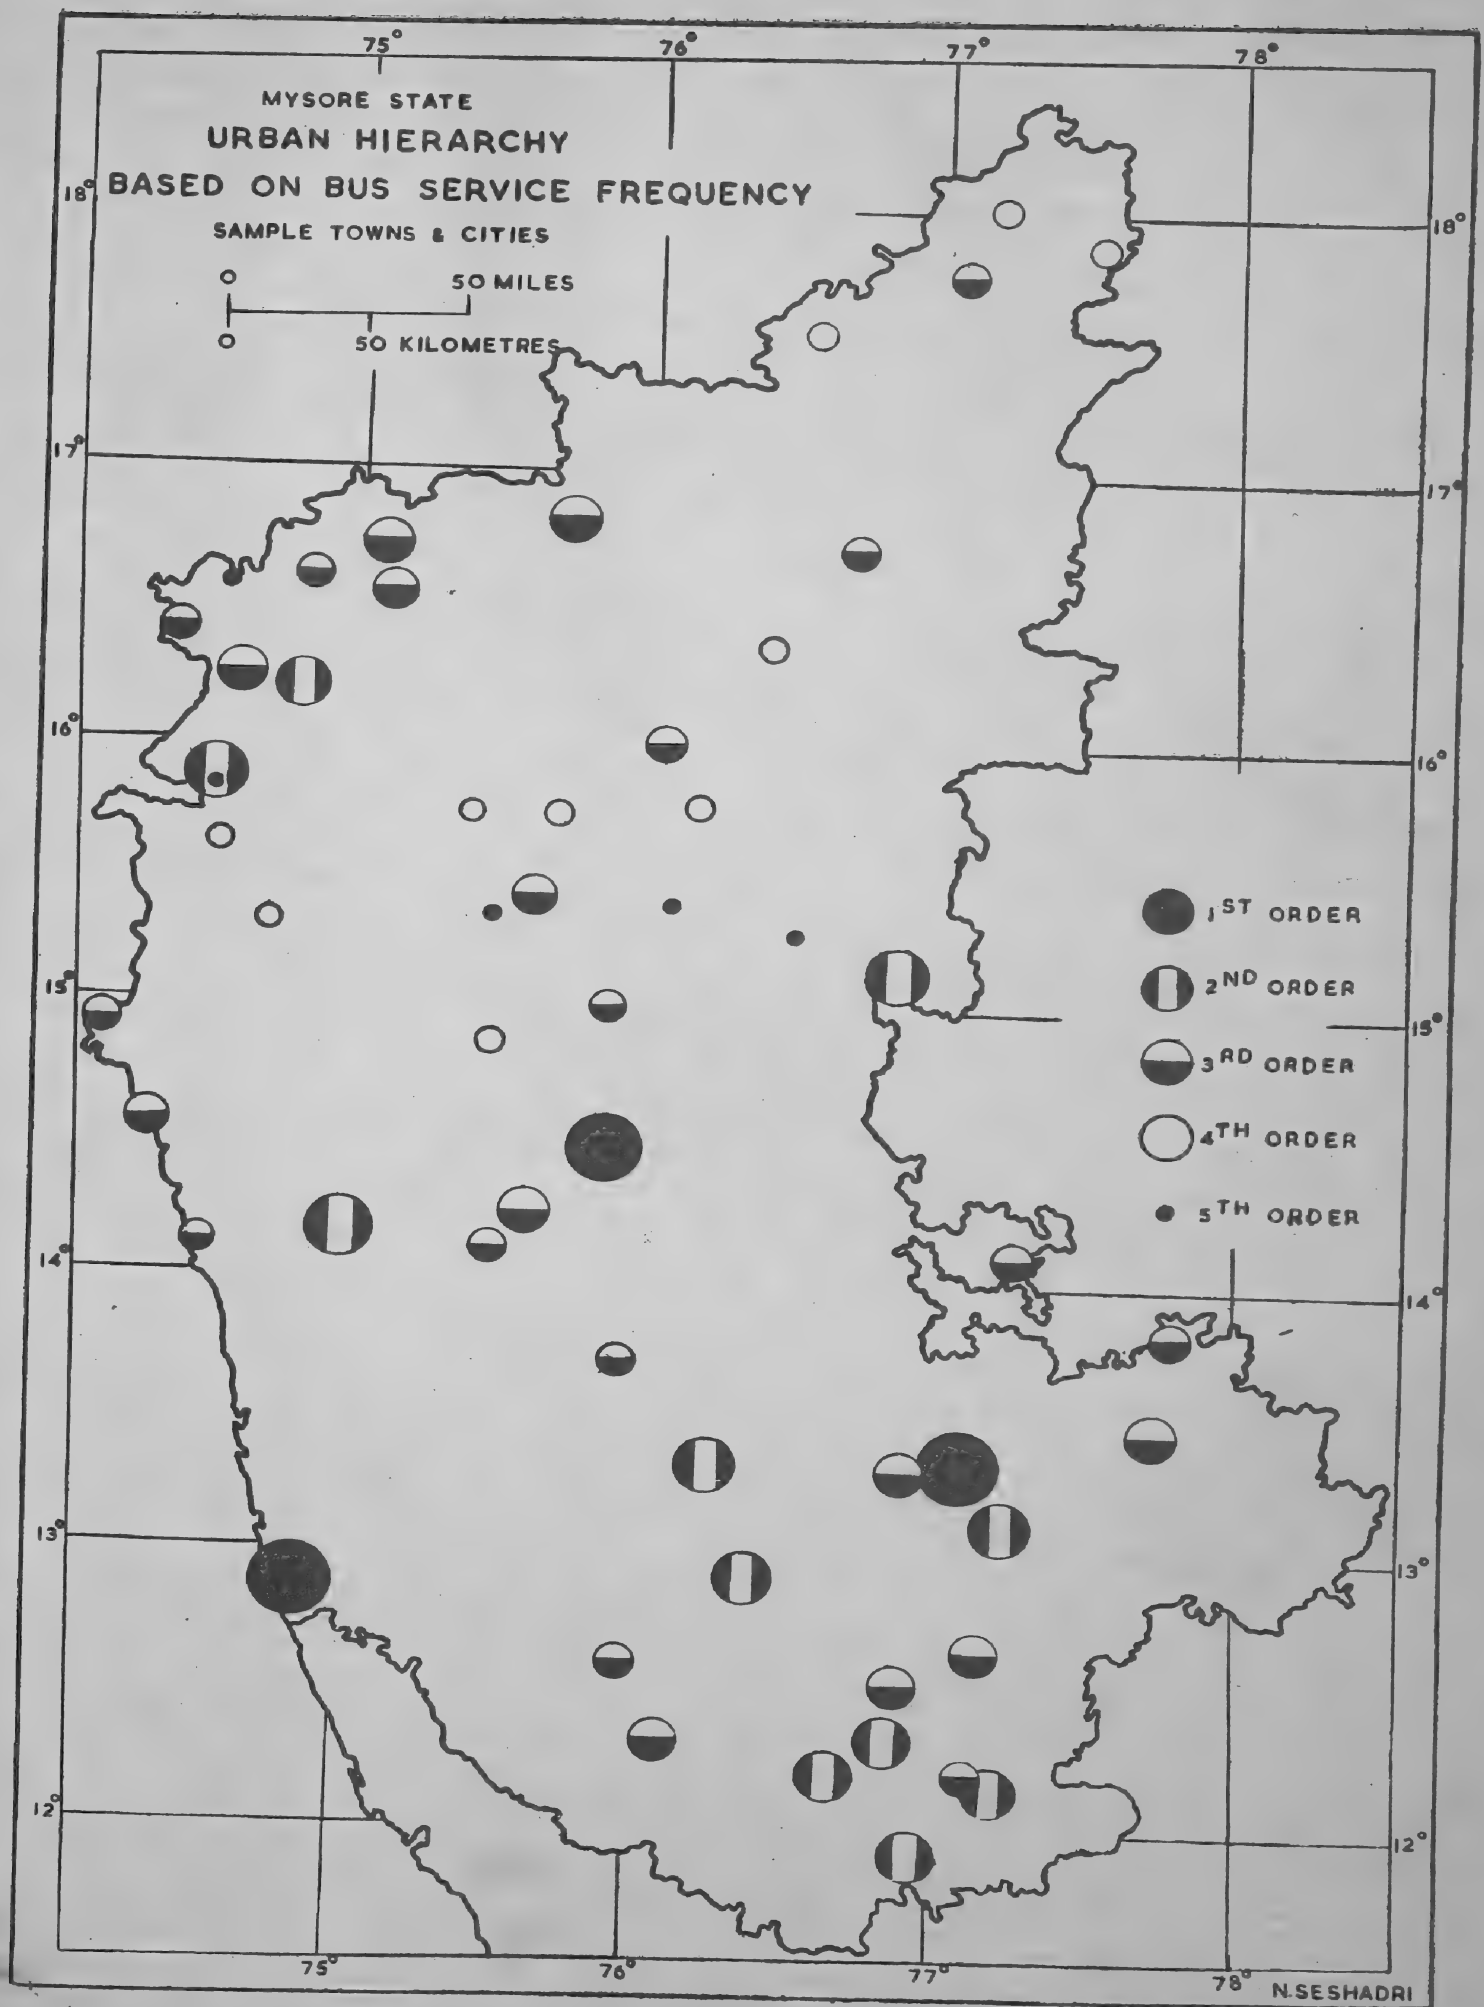 75° 76° 77° 78°
MYSORE STATE
URBAN HIERARCHY
BASED ON BUS SERVICE FREQUENCY
SAMPLE TOWNS & CITIES
0 50 MILES
0 50 KILOMETRES
18° 18°
17° 17°
16° 16°
1ST ORDER
2ND ORDER
15° 15°
3RD ORDER
4TH ORDER
5TH ORDER
14° 14°
13° 13°
12° 12°
75° 76° 77° 78°
N.SESHADRI